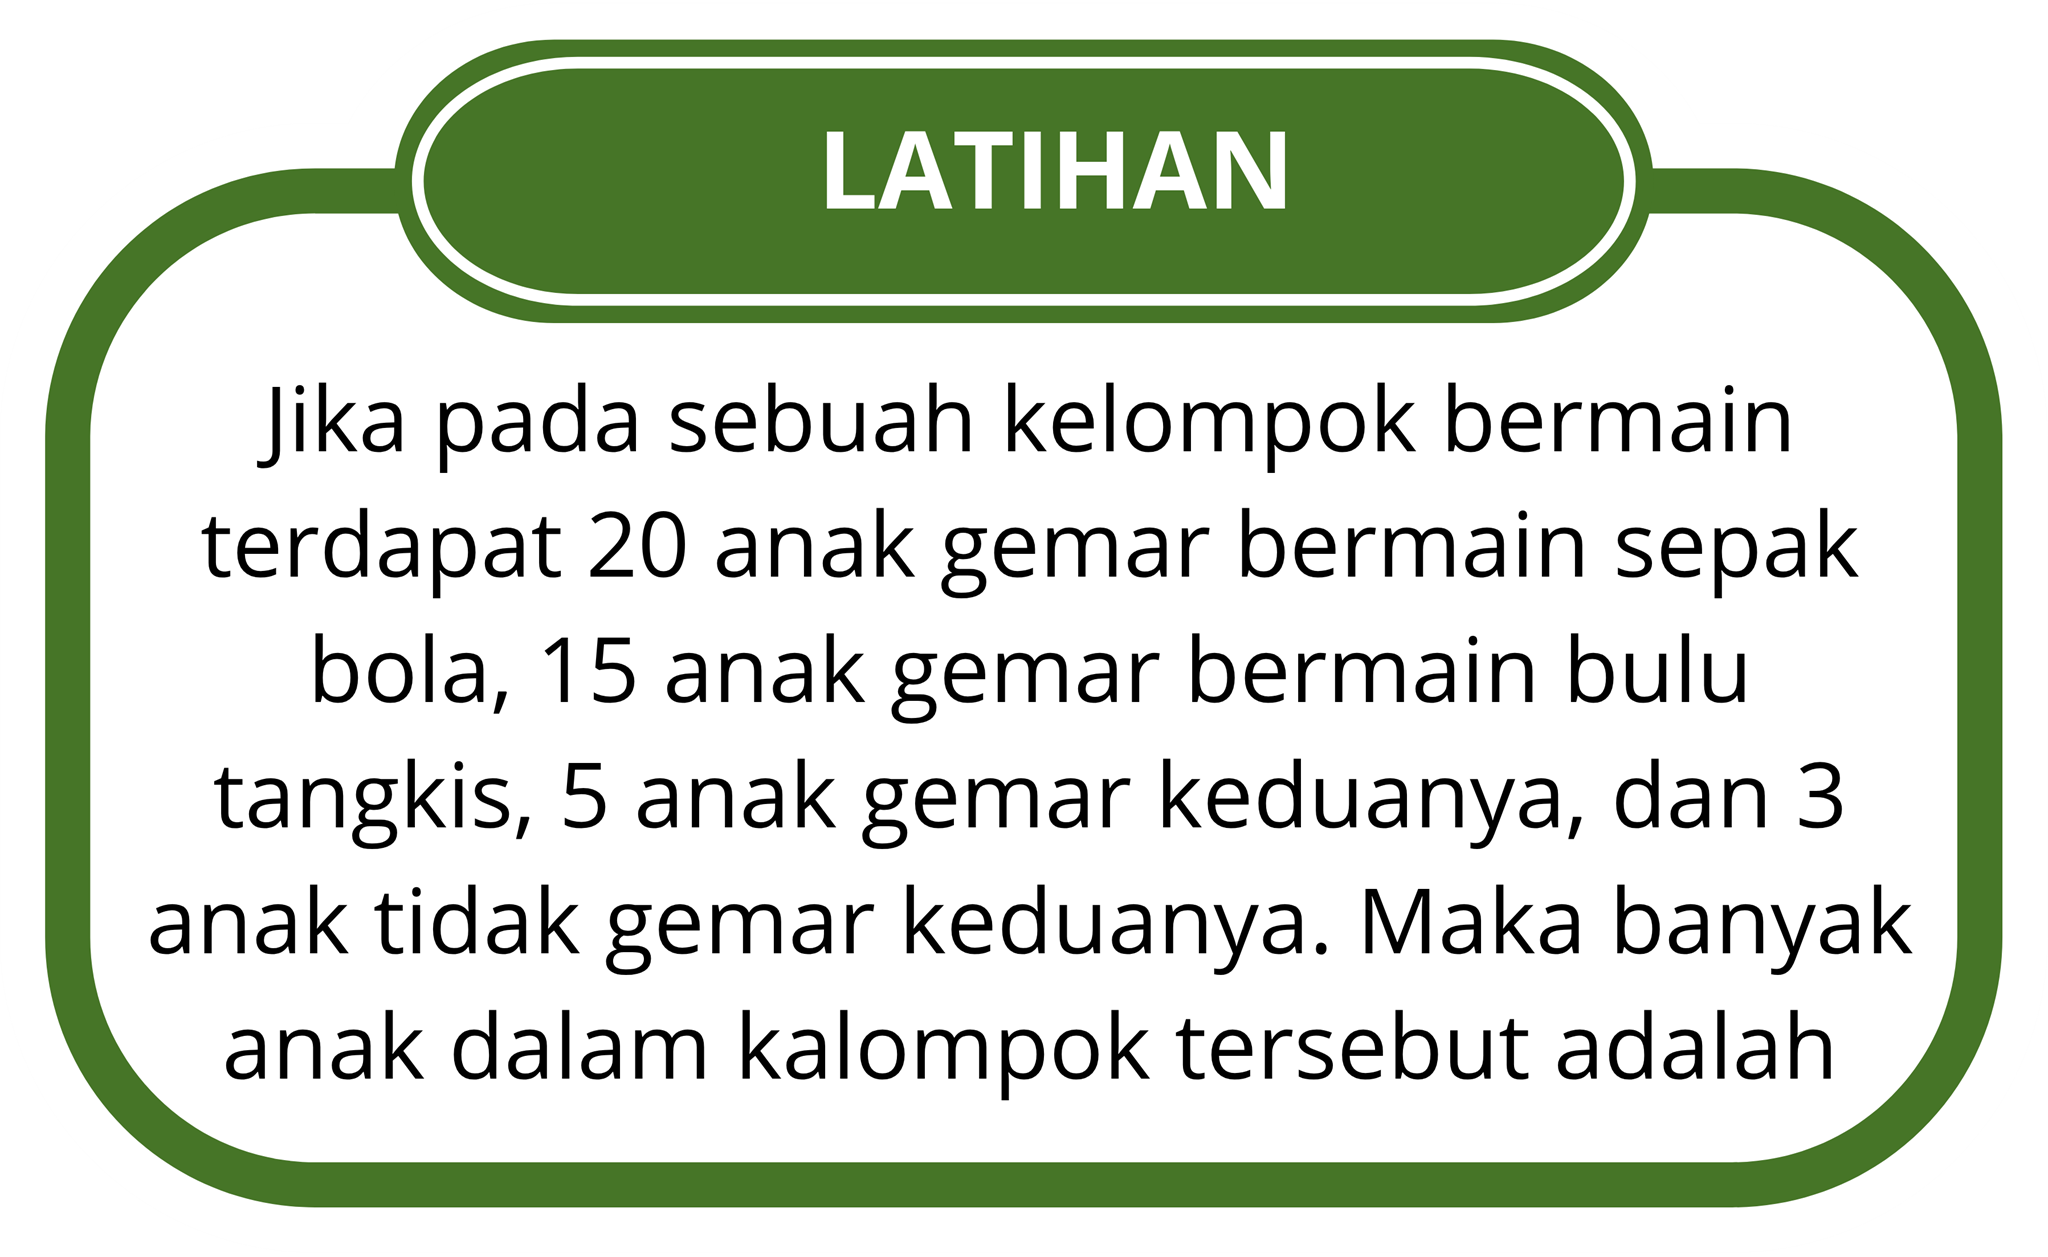 LATIHAN
Jika pada sebuah kelompok bermain
terdapat 20 anak gemar bermain sepak
bola, 15 anak gemar bermain bulu
tangkis, 5 anak gemar keduanya, dan 3
anak tidak gemar keduanya. Maka banyak
anak dalam kalompok tersebut adalah